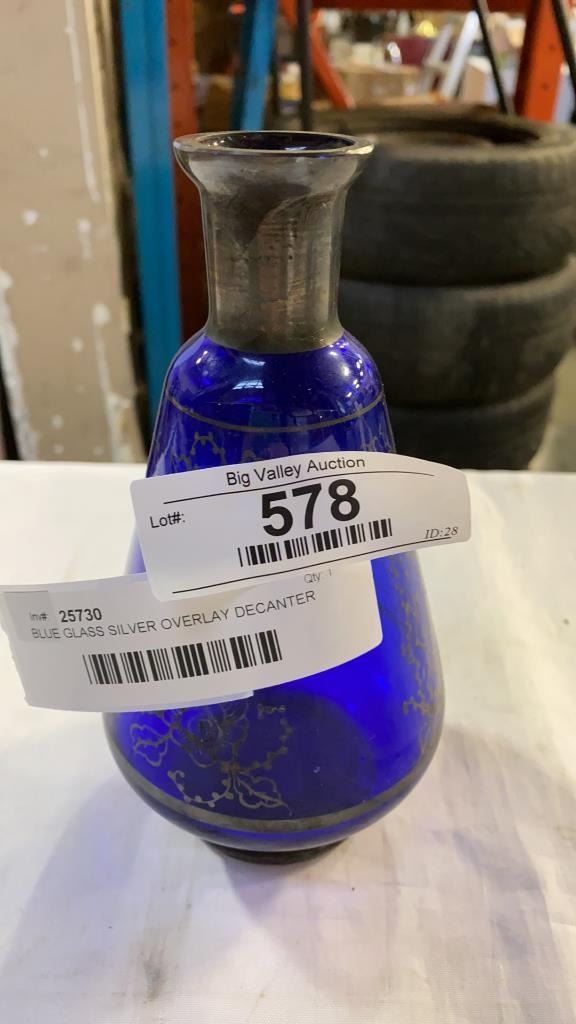 Big Valley Auction
Lot#: 578
ID:28
Qty: 1
Inv#: 25730
BLUE GLASS SILVER OVERLAY DECANTER